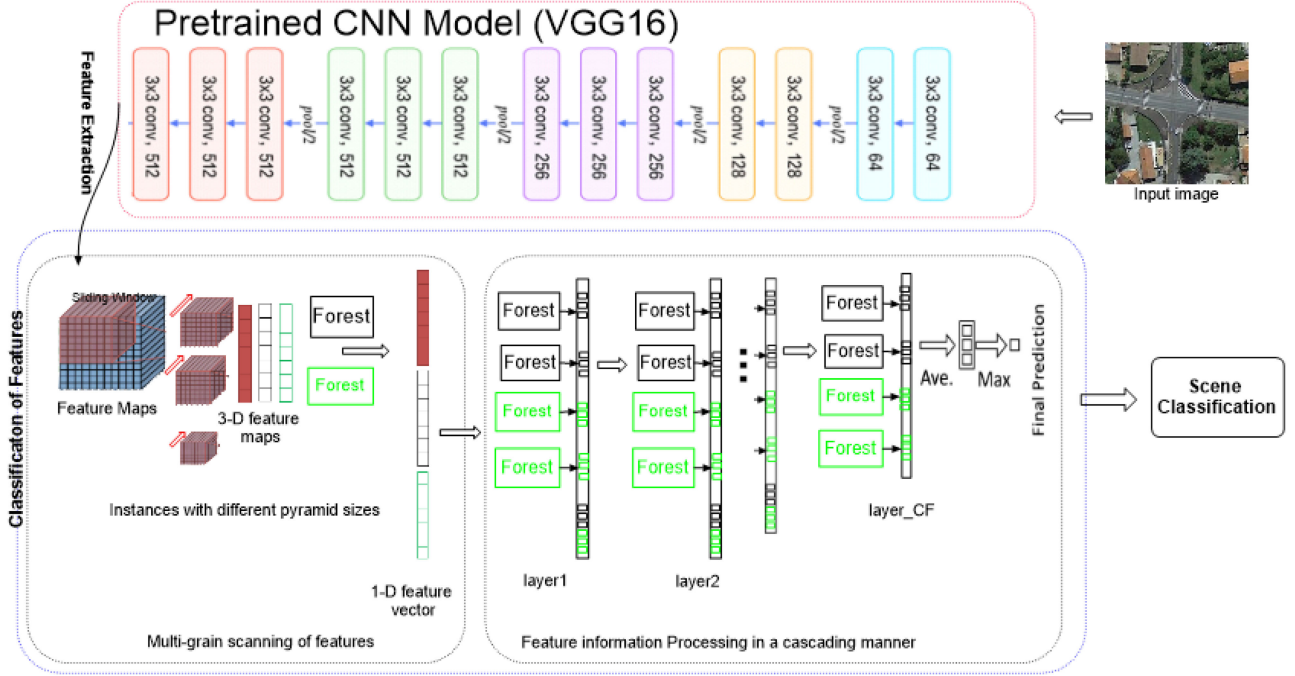 Pretrained CNN Model (VGG16)
Feature Extraction
3x3 conv, 512
3x3 conv, 512
3x3 conv, 512
pool/2
3x3 conv, 512
3x3 conv, 512
3x3 conv, 512
pool/2
3x3 conv, 256
3x3 conv, 256
3x3 conv, 256
pool/2
3x3 conv, 128
3x3 conv, 128
pool/2
3x3 conv, 64
3x3 conv, 64
Input image
Classificaton of Features
Sliding Window
Feature Maps
3-D feature
maps
Forest
Forest
Instances with different pyramid sizes
1-D feature
vector
Multi-grain scanning of features
Forest
Forest
Forest
Forest
layer1
Forest
Forest
Forest
Forest
layer2
Forest
Forest
Forest
Forest
layer_CF
Ave.
Max
Final Prediction
Feature information Processing in a cascading manner
Scene
Classification